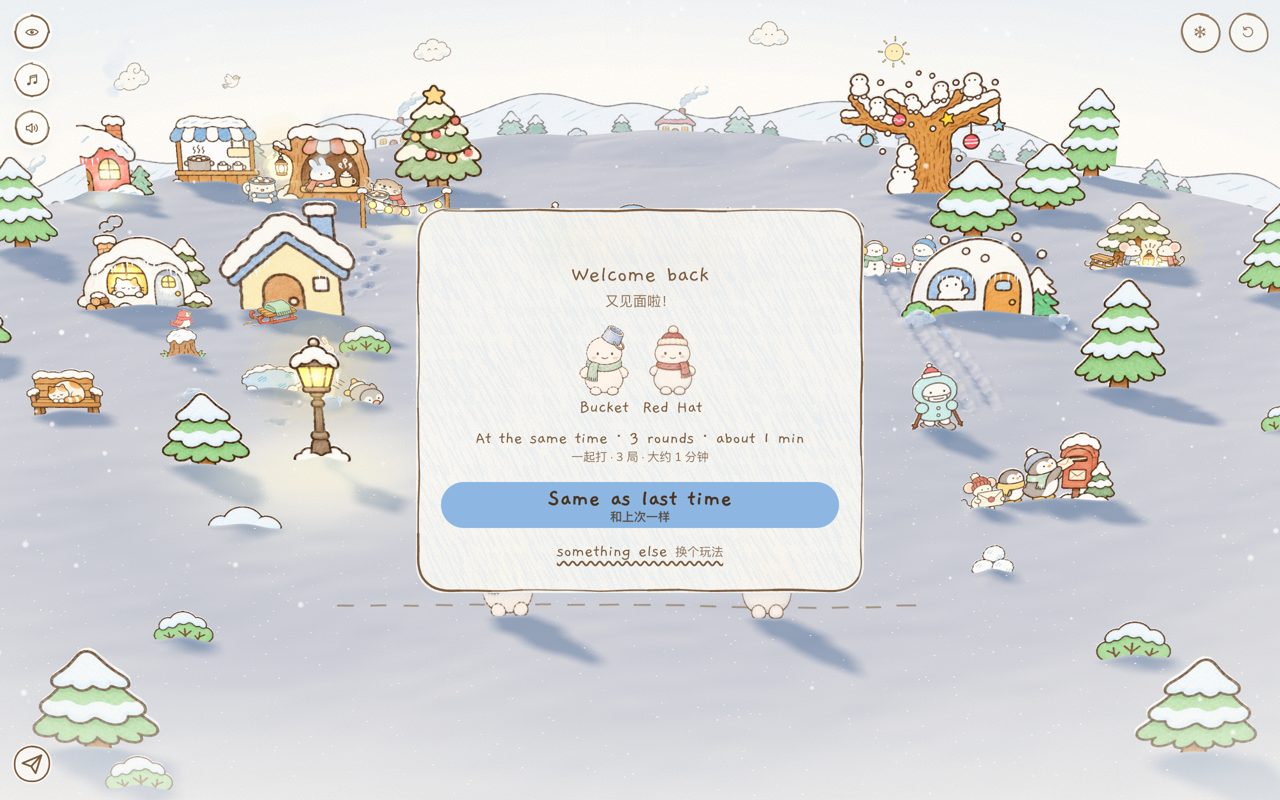 Welcome back
又见面啦!
Bucket Red Hat
At the same time · 3 rounds · about 1 min
一起打 · 3 局 · 大约 1 分钟
Same as last time
和上次一样
something else 换个玩法